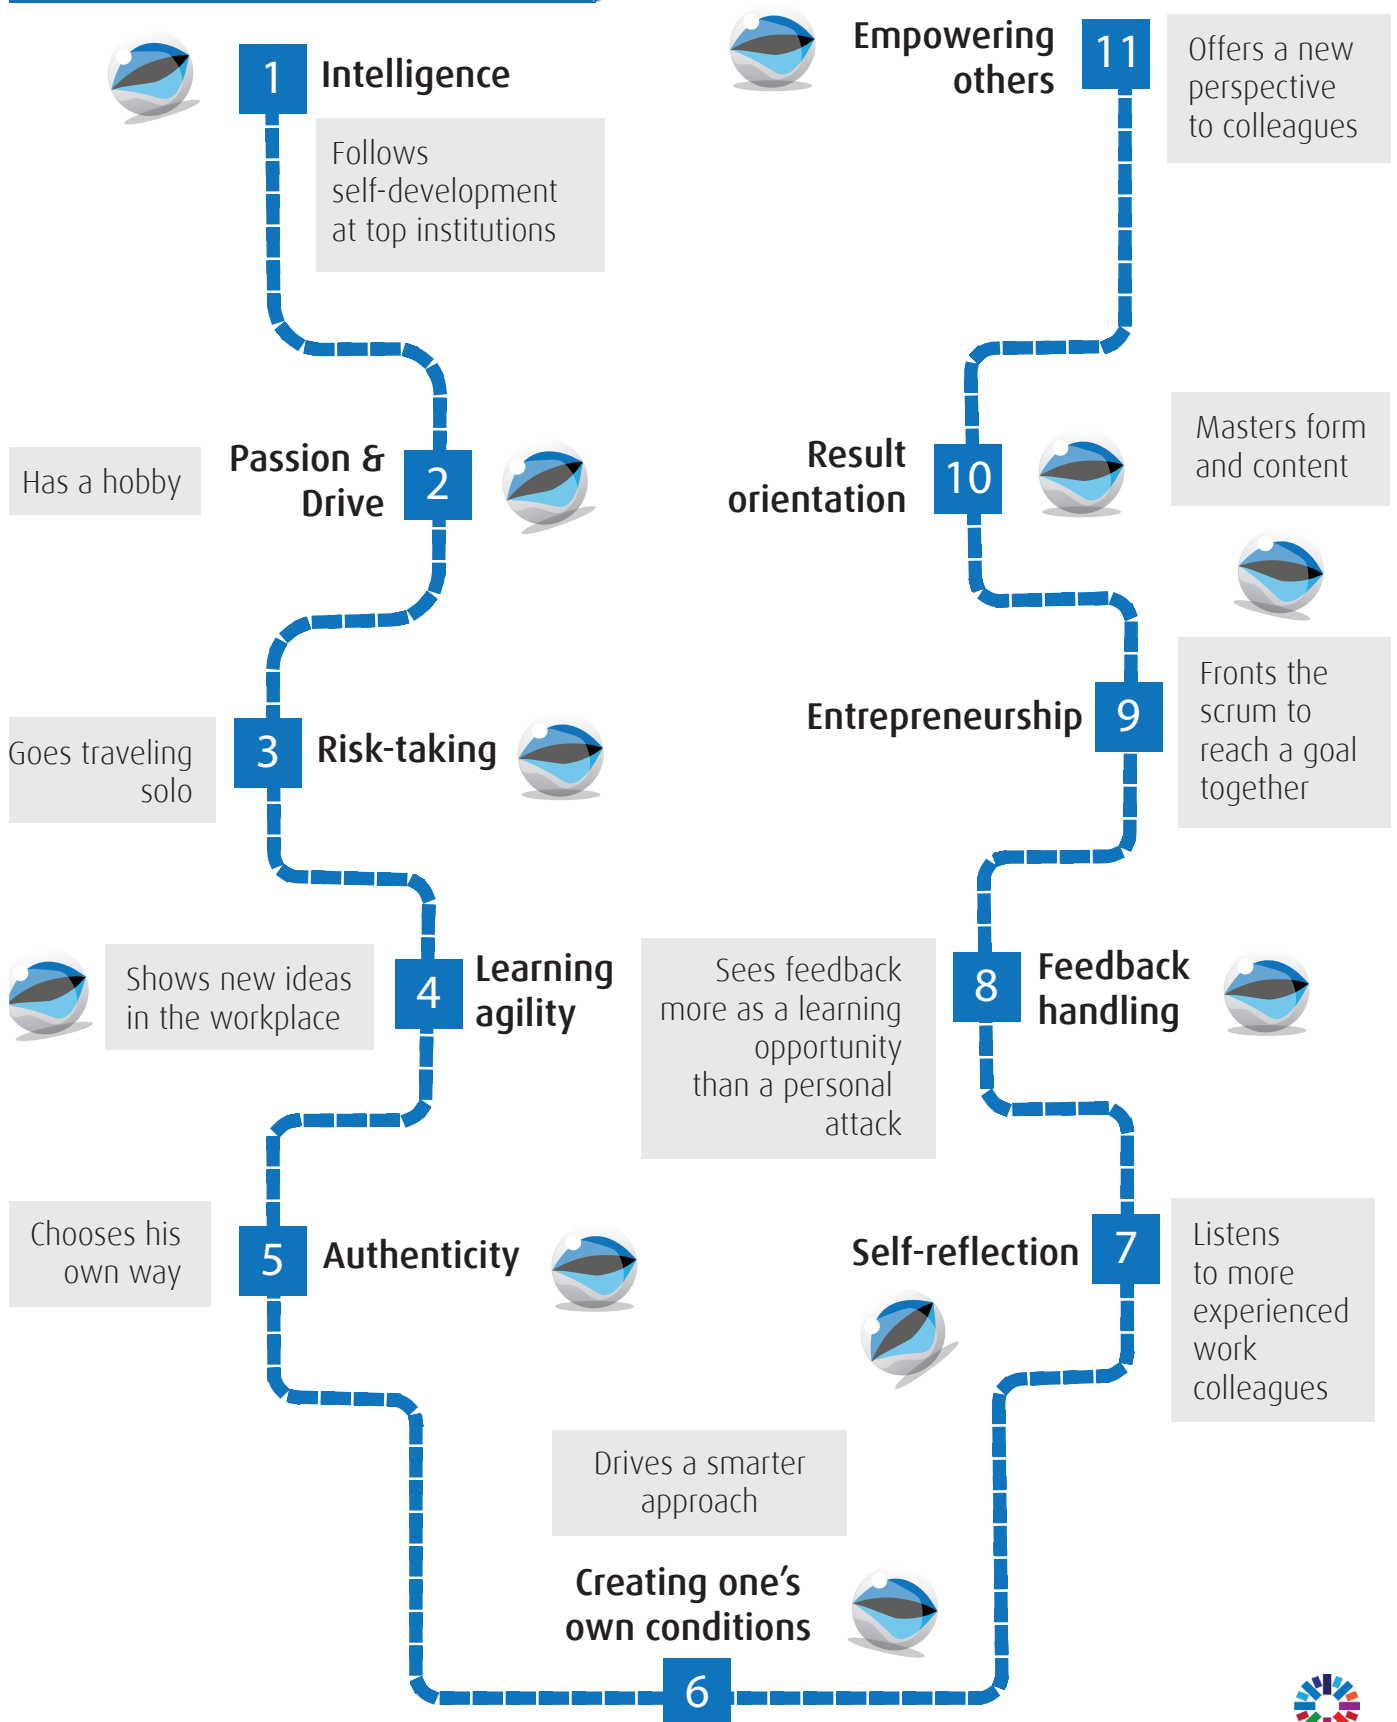 1
Intelligence
Follows
self-development
at top institutions
2
Passion &
Drive
Has a hobby
3
Risk-taking
Goes traveling
solo
4
Learning
agility
Shows new ideas
in the workplace
5
Authenticity
Chooses his
own way
Drives a smarter
approach
Creating one’s
own conditions
6
Self-reflection
7
Listens
to more
experienced
work
colleagues
8
Feedback
handling
Sees feedback
more as a learning
opportunity
than a personal
attack
Entrepreneurship
9
Fronts the
scrum to
reach a goal
together
Result
orientation
10
Masters form
and content
Empowering
others
11
Offers a new
perspective
to colleagues